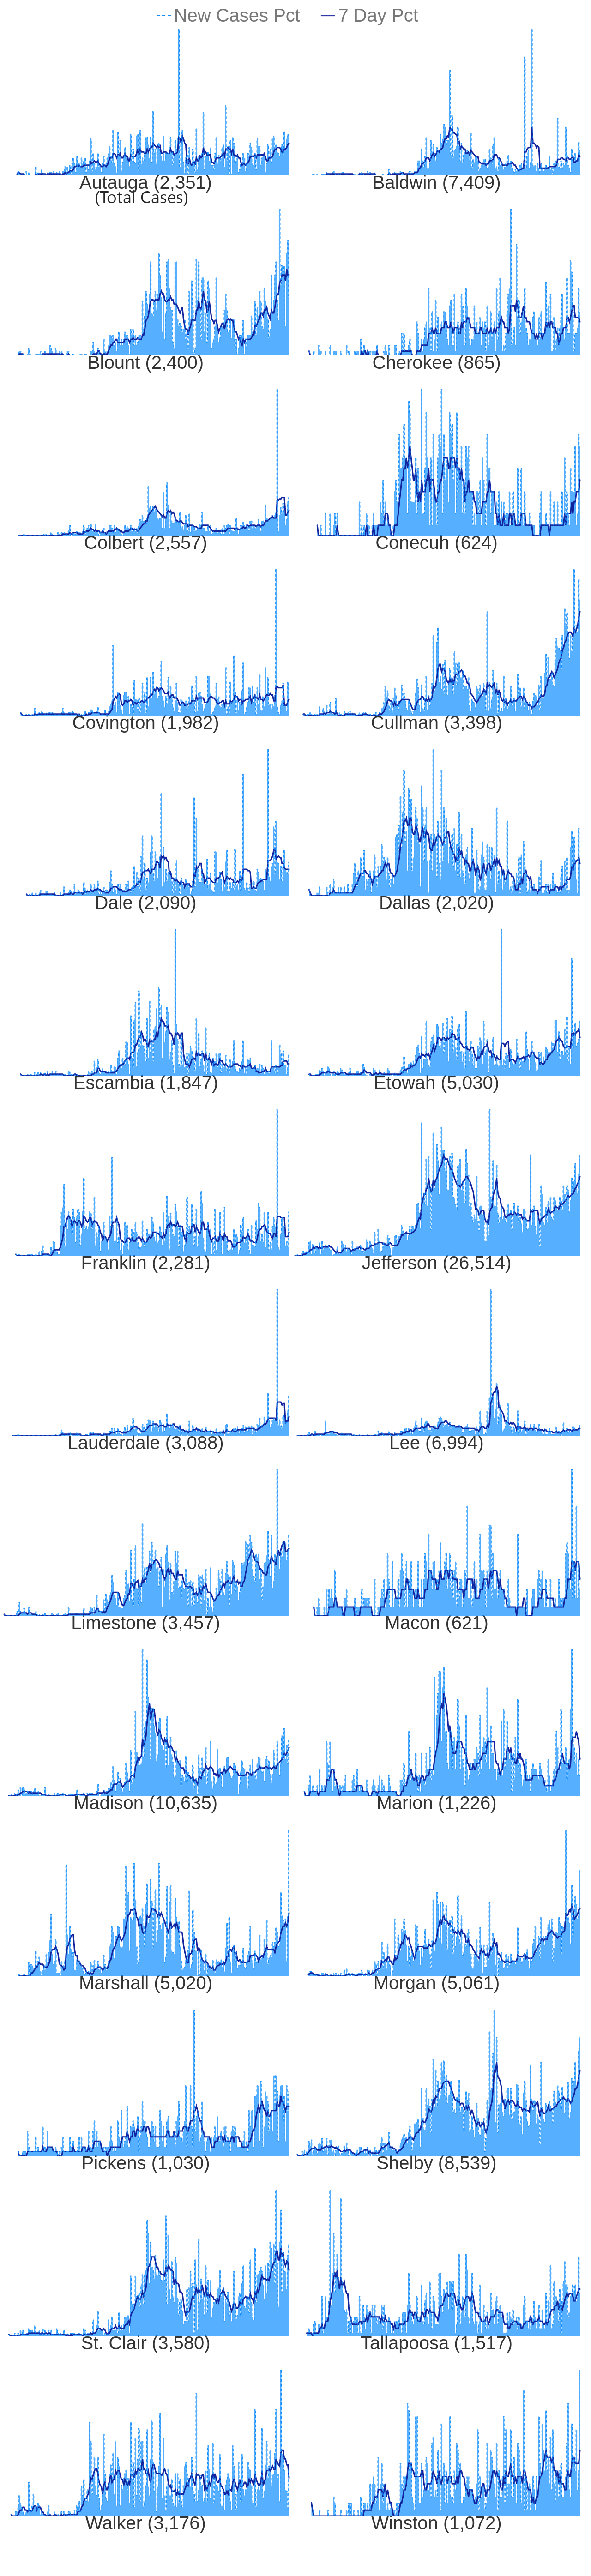 New Cases Pct 7 Day Pct
Autauga (2,351) Baldwin (7,409)
(Total Cases)
Blount (2,400) Cherokee (865)
Colbert (2,557) Conecuh (624)
Covington (1,982) Cullman (3,398)
Dale (2,090) Dallas (2,020)
Escambia (1,847) Etowah (5,030)
Franklin (2,281) Jefferson (26,514)
Lauderdale (3,088) Lee (6,994)
Limestone (3,457) Macon (621)
Madison (10,635) Marion (1,226)
Marshall (5,020) Morgan (5,061)
Pickens (1,030) Shelby (8,539)
St. Clair (3,580) Tallapoosa (1,517)
Walker (3,176) Winston (1,072)